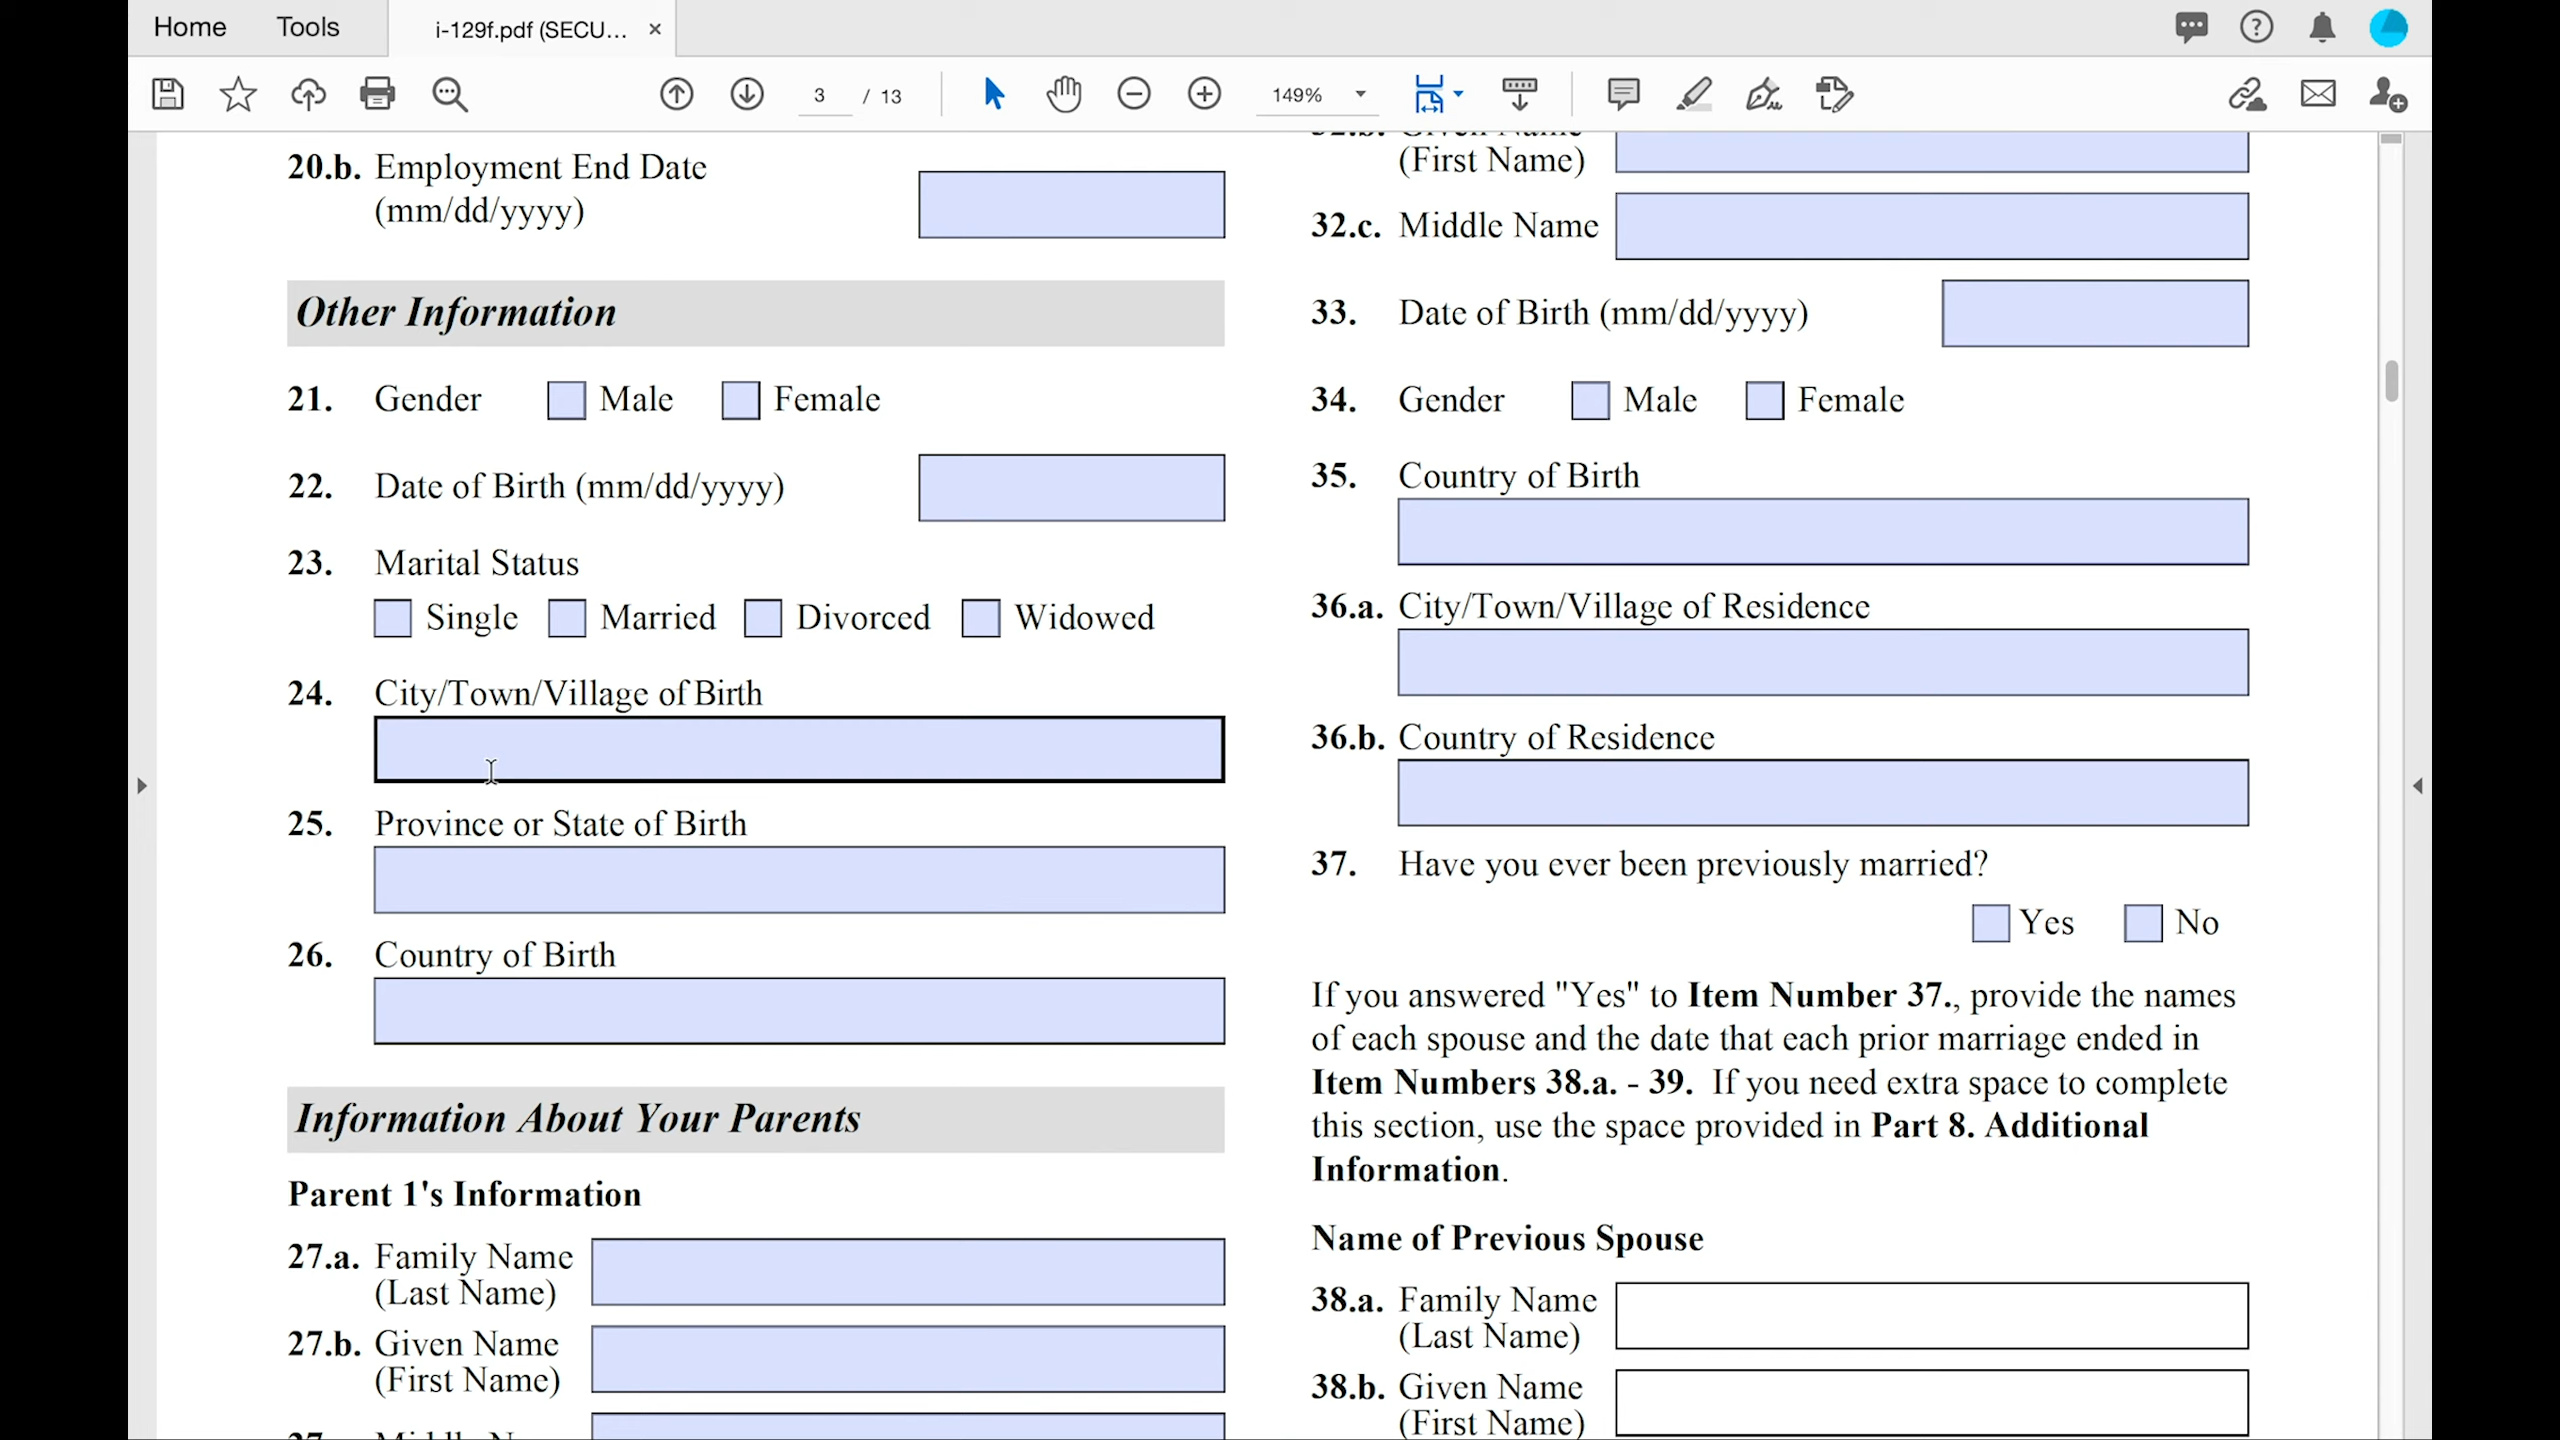 Home
Tools
i-129f.pdf (SECU...
3 / 13
149%
20.b. Employment End Date
(mm/dd/yyyy)
Other Information
21. Gender Male Female
22. Date of Birth (mm/dd/yyyy)
23. Marital Status
Single Married Divorced Widowed
24. City/Town/Village of Birth
25. Province or State of Birth
26. Country of Birth
Information About Your Parents
Parent 1's Information
27.a. Family Name
(Last Name)
27.b. Given Name
(First Name)
32.b. Given Name
(First Name)
32.c. Middle Name
33. Date of Birth (mm/dd/yyyy)
34. Gender Male Female
35. Country of Birth
36.a. City/Town/Village of Residence
36.b. Country of Residence
37. Have you ever been previously married?
Yes No
If you answered "Yes" to Item Number 37., provide the names
of each spouse and the date that each prior marriage ended in
Item Numbers 38.a. - 39. If you need extra space to complete
this section, use the space provided in Part 8. Additional
Information.
Name of Previous Spouse
38.a. Family Name
(Last Name)
38.b. Given Name
(First Name)